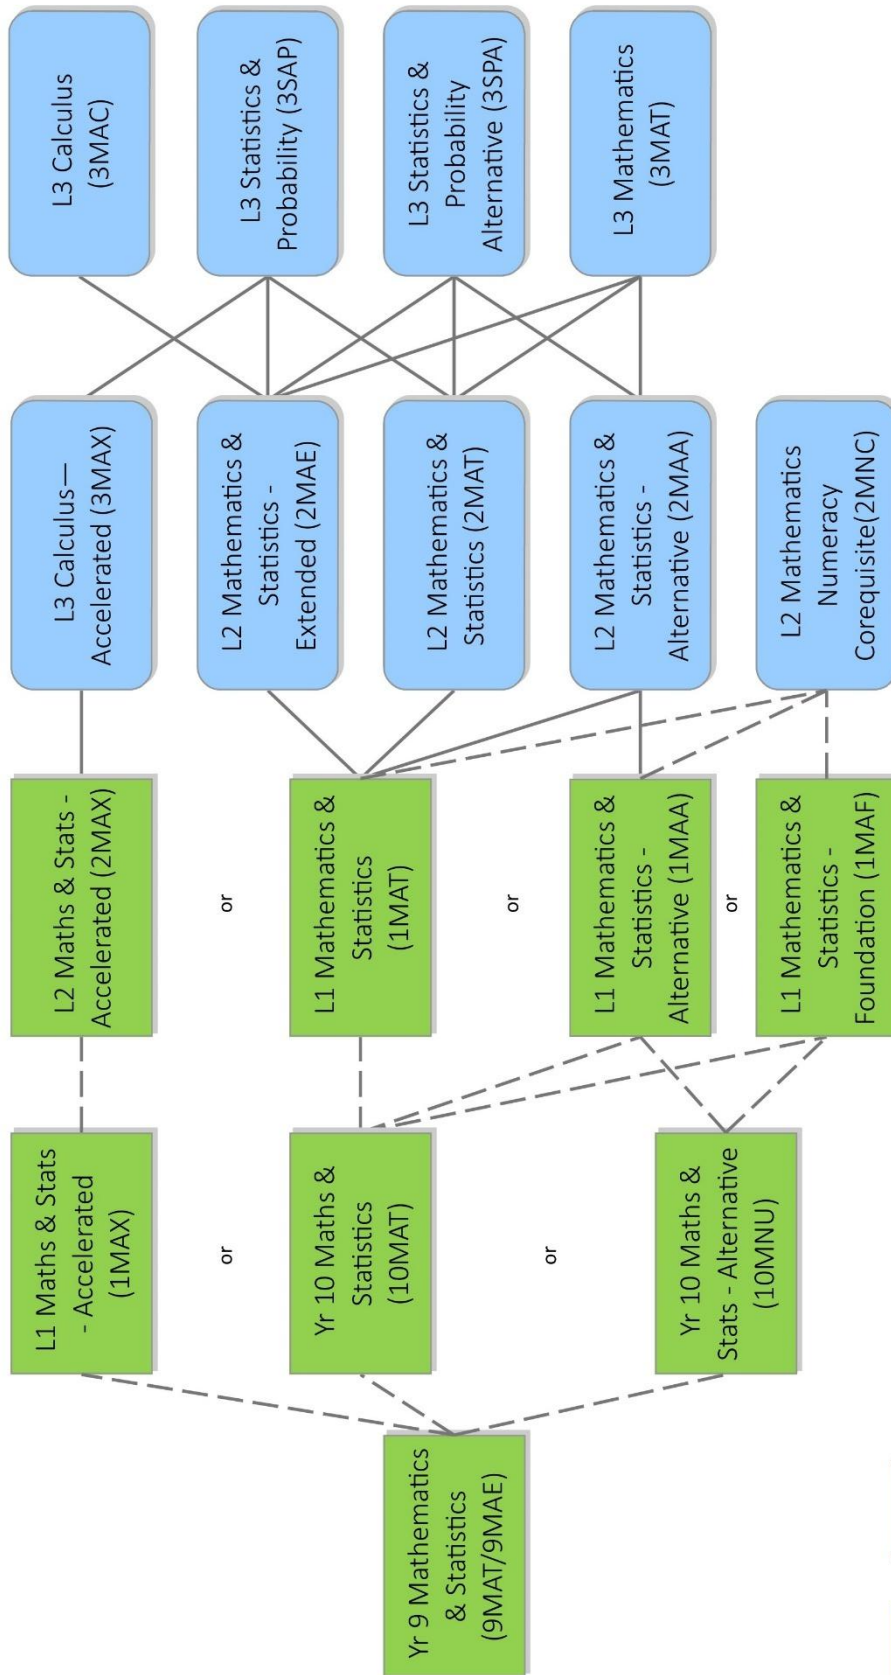 Yr 9 Mathematics
& Statistics
(9MAT/9MAE)
L1 Maths & Stats
- Accelerated
(1MAX)
or
Yr 10 Maths &
Statistics
(10MAT)
or
Yr 10 Maths &
Stats - Alternative
(10MNU)
L2 Maths & Stats -
Accelerated (2MAX)
or
L1 Mathematics &
Statistics
(1MAT)
or
L1 Mathematics &
Statistics -
Alternative (1MAA)
or
L1 Mathematics &
Statistics -
Foundation (1MAF)
L3 Calculus—
Accelerated (3MAX)
L2 Mathematics &
Statistics -
Extended (2MAE)
L2 Mathematics &
Statistics (2MAT)
L2 Mathematics &
Statistics -
Alternative (2MAA)
L2 Mathematics
Numeracy
Corequisite(2MNC)
L3 Calculus
(3MAC)
L3 Statistics &
Probability (3SAP)
L3 Statistics &
Probability
Alternative (3SPA)
L3 Mathematics
(3MAT)